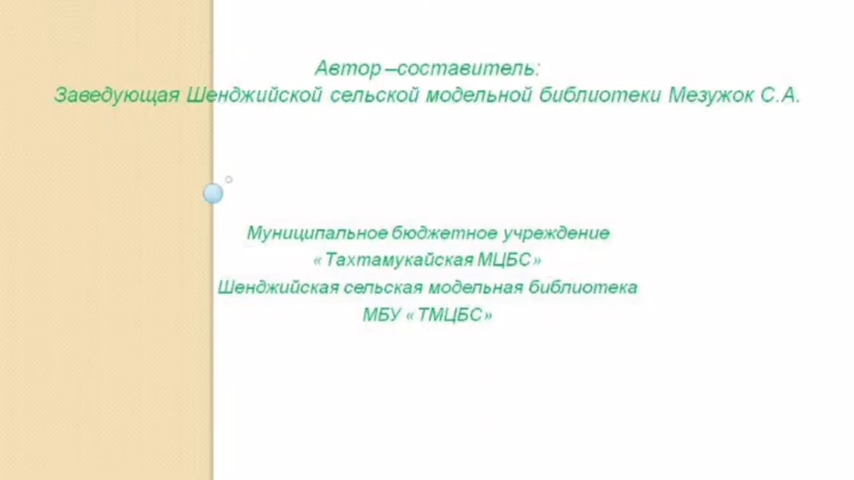 Автор –составитель:
Заведующая Шенджийской сельской модельной библиотеки Мезужок С.А.
Муниципальное бюджетное учреждение
«Тахтамукайская МЦБС»
Шенджийская сельская модельная библиотека
МБУ «ТМЦБС»